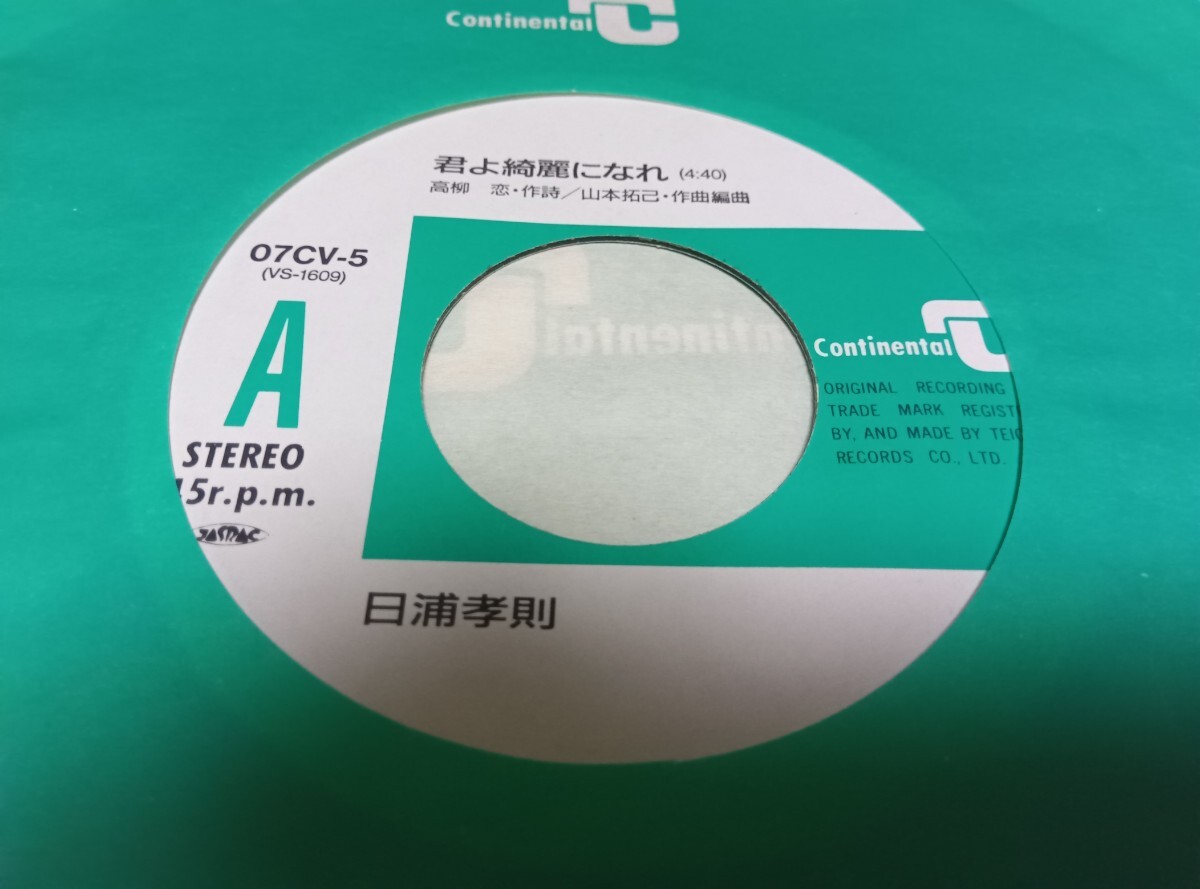 Continental
君よ綺麗になれ (4:40)
高柳 恋・作詩／山本拓己・作曲編曲
07CV-5
(VS-1609)
A
STEREO
5r.p.m.
JASRAC
Continental
ORIGINAL RECORDING
TRADE MARK REGIST
BY, AND MADE BY TEIC
RECORDS CO., LTD.
日浦孝則